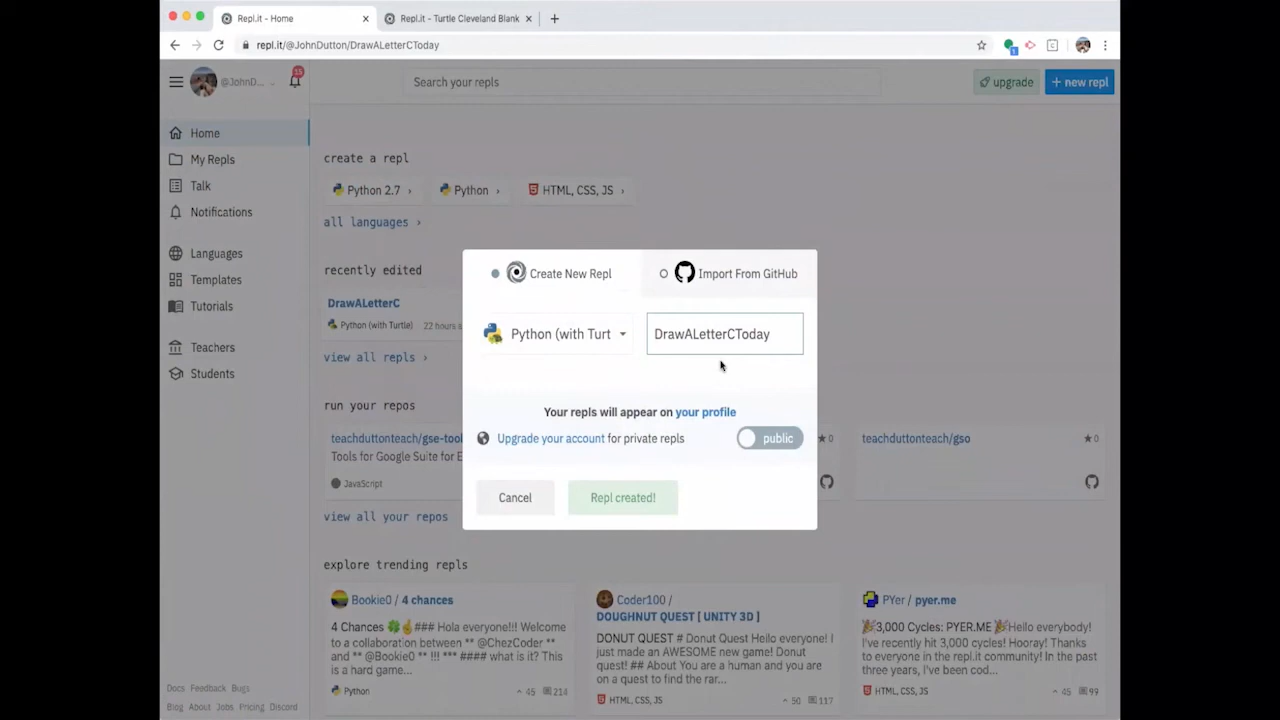 Repl.it - Home
Repl.it - Turtle Cleveland Blank
repl.it/@JohnDutton/DrawALetterCToday
@JohnD...
Search your repls
upgrade
+ new repl
Home
My Repls
Talk
Notifications
Languages
Templates
Tutorials
Teachers
Students
create a repl
Python 2.7 ›
Python ›
HTML, CSS, JS ›
all languages ›
recently edited
DrawALetterC
Python (with Turtle) 22 hours
view all repls ›
run your repos
teachduttonteach/gse-tool
Tools for Google Suite for E
JavaScript
0
teachduttonteach/gso
0
view all your repos
Create New Repl
Import From GitHub
Python (with Turt
DrawALetterCToday
Your repls will appear on your profile
Upgrade your account for private repls
public
Cancel
Repl created!
explore trending repls
Bookie0 / 4 chances
4 Chances 🍀🤞### Hola everyone!!! Welcome
to a collaboration between ** @ChezCoder **
and ** @Bookie0 ** !!! *** #### what is it? This
is a hard game...
Python
45 214
Coder100 /
DOUGHNUT QUEST [ UNITY 3D ]
DONUT QUEST # Donut Quest Hello everyone! I
just made an AWESOME new game! Donut
quest! ## About You are a human and you are
on a quest to find the rar...
HTML, CSS, JS
50 117
PYer / pyer.me
🎉3,000 Cycles: PYER.ME 🎉Hello everybody!
I've recently hit 3,000 cycles! Hooray! Thanks
to everyone in the repl.it community! In the past
three years, I've been cod...
HTML, CSS, JS
45 99
Docs Feedback Bugs
Blog About Jobs Pricing Discord